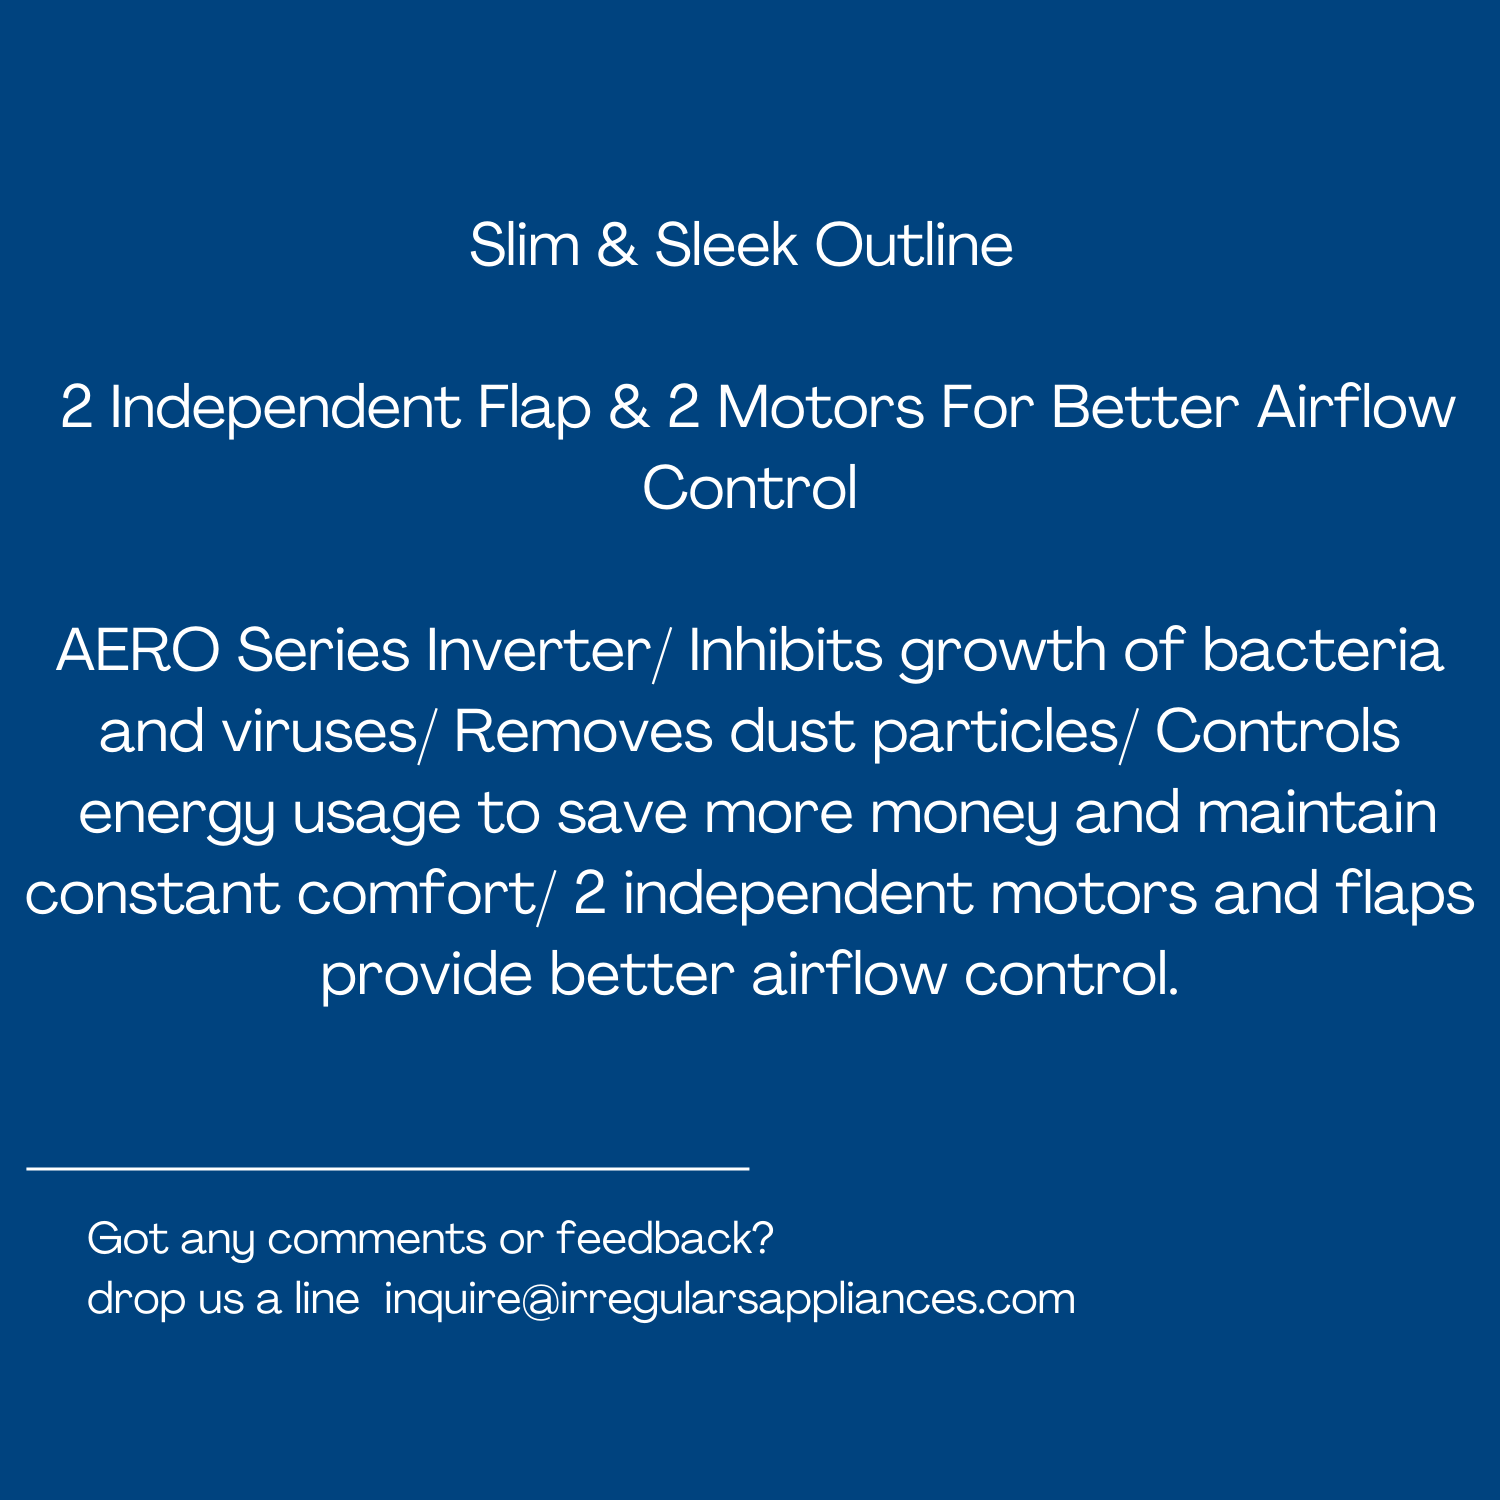 Slim & Sleek Outline
2 Independent Flap & 2 Motors For Better Airflow
Control
AERO Series Inverter/ Inhibits growth of bacteria
and viruses/ Removes dust particles/ Controls
energy usage to save more money and maintain
constant comfort/ 2 independent motors and flaps
provide better airflow control.
Got any comments or feedback?
drop us a line inquire@irregularsappliances.com